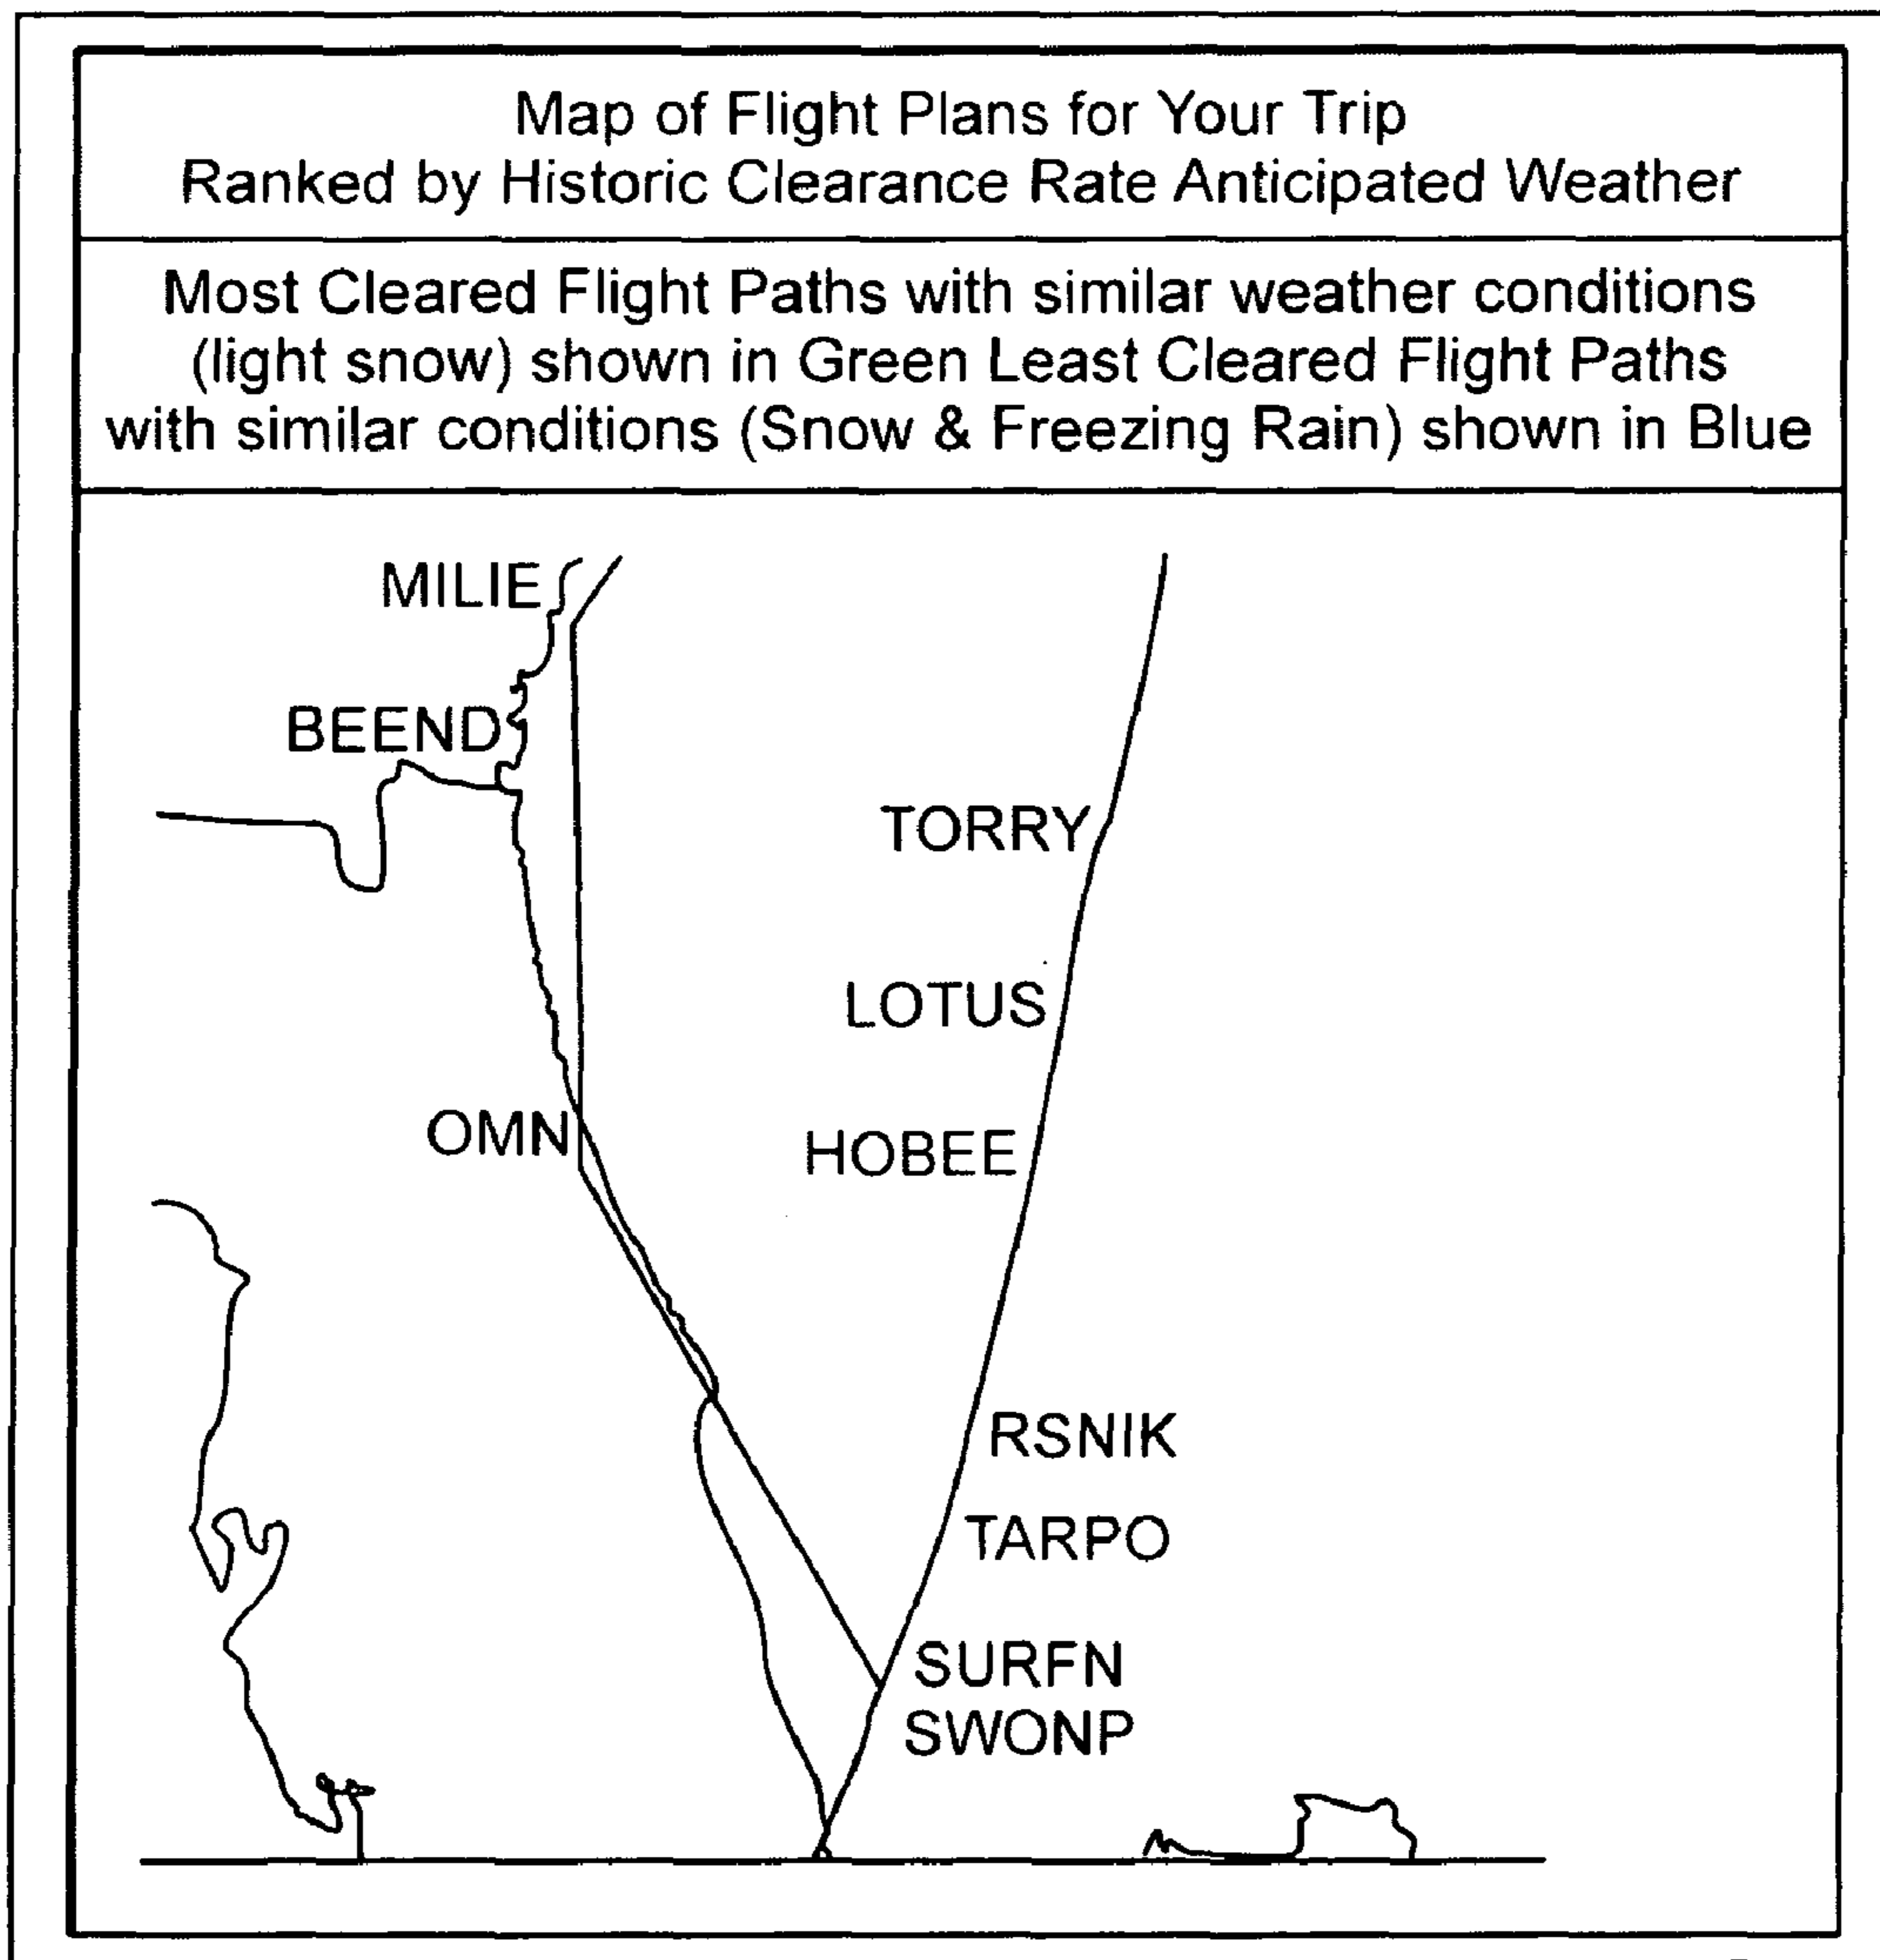 Map of Flight Plans for Your Trip
Ranked by Historic Clearance Rate Anticipated Weather
Most Cleared Flight Paths with similar weather conditions
(light snow) shown in Green Least Cleared Flight Paths
with similar conditions (Snow & Freezing Rain) shown in Blue
MILIE
BEEND
TORRY
LOTUS
OMN
HOBEE
RSNIK
TARPO
SURFN
SWONP